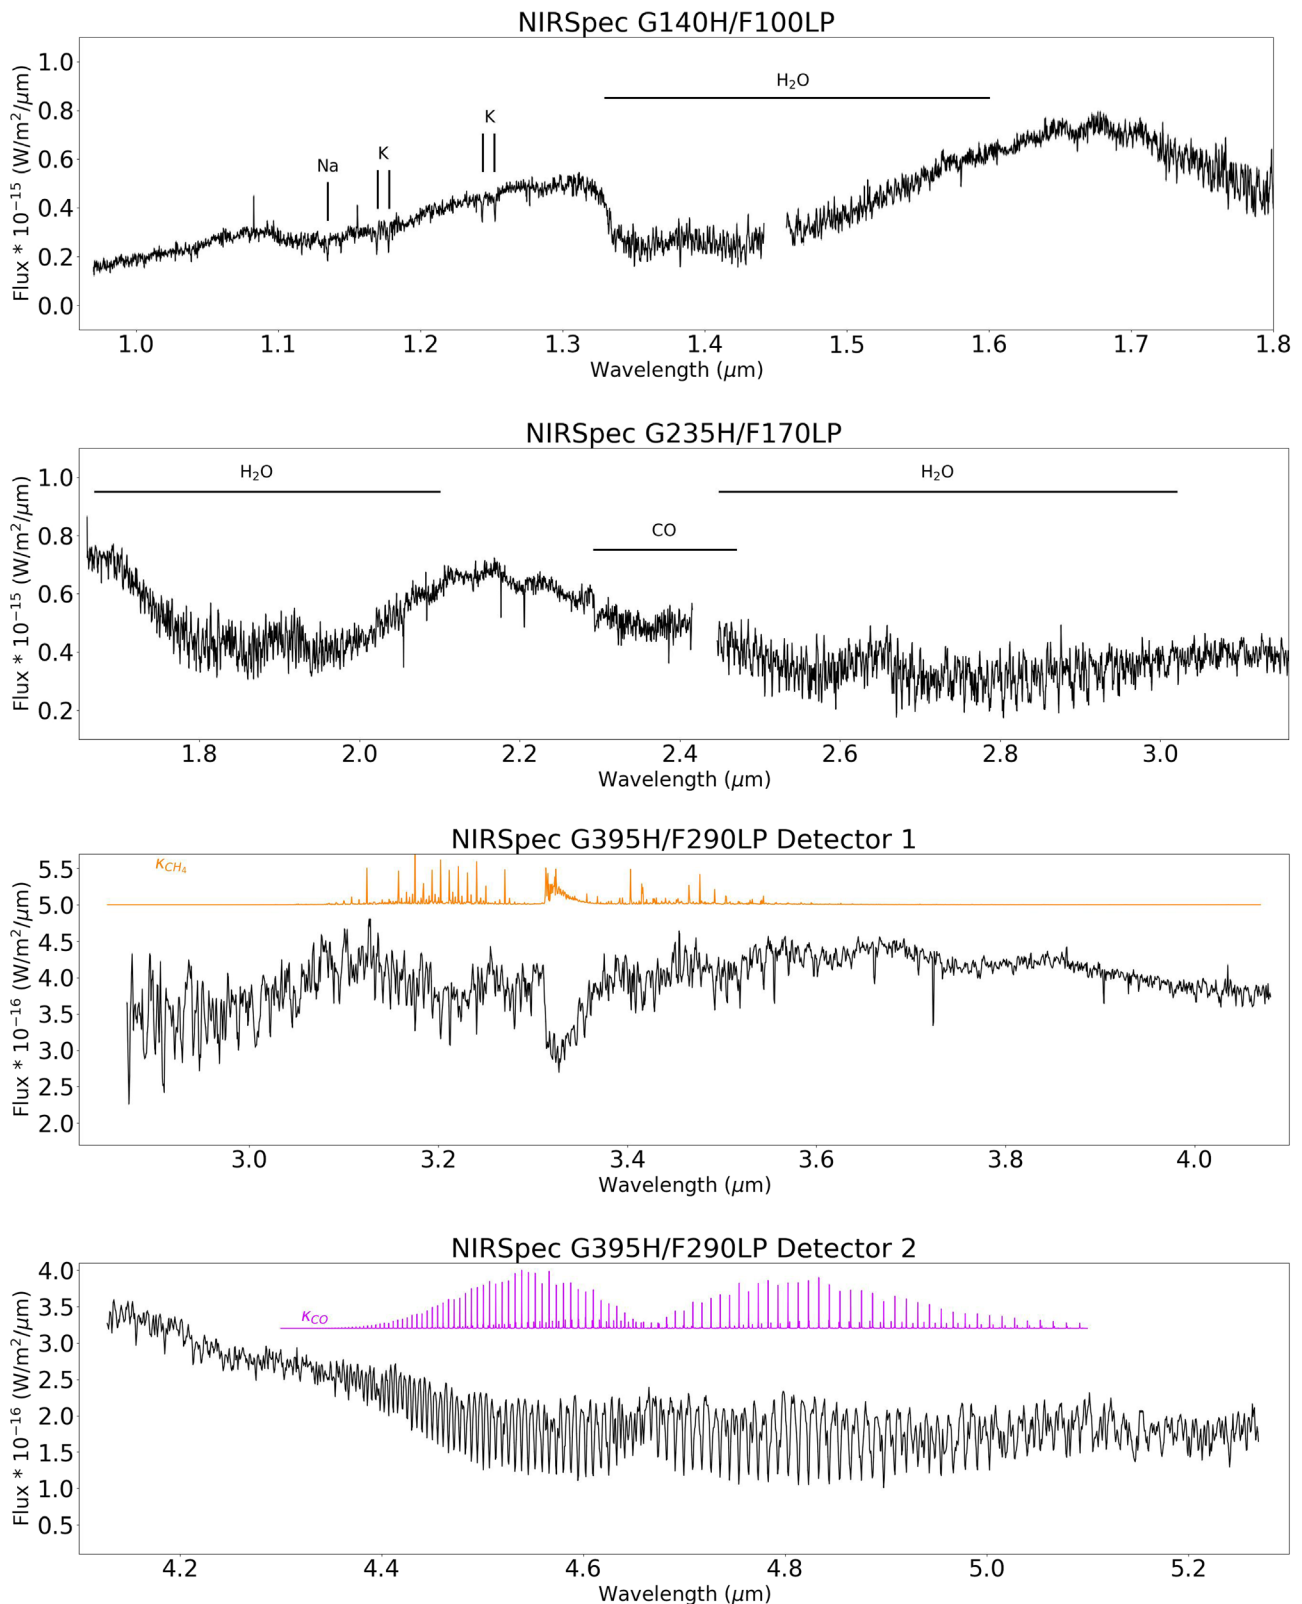 NIRSpec G140H/F100LP
Flux * 10⁻¹⁵ (W/m²/μm)
1.0
0.8
0.6
0.4
0.2
0.0
Na
K
K
H₂O
1.0 1.1 1.2 1.3 1.4 1.5 1.6 1.7 1.8
Wavelength (μm)
NIRSpec G235H/F170LP
Flux * 10⁻¹⁵ (W/m²/μm)
1.0
0.8
0.6
0.4
0.2
H₂O
CO
H₂O
1.8 2.0 2.2 2.4 2.6 2.8 3.0
Wavelength (μm)
NIRSpec G395H/F290LP Detector 1
Flux * 10⁻¹⁶ (W/m²/μm)
5.5
5.0
4.5
4.0
3.5
3.0
2.5
2.0
κ_CH₄
3.0 3.2 3.4 3.6 3.8 4.0
Wavelength (μm)
NIRSpec G395H/F290LP Detector 2
Flux * 10⁻¹⁶ (W/m²/μm)
4.0
3.5
3.0
2.5
2.0
1.5
1.0
0.5
κ_CO
4.2 4.4 4.6 4.8 5.0 5.2
Wavelength (μm)